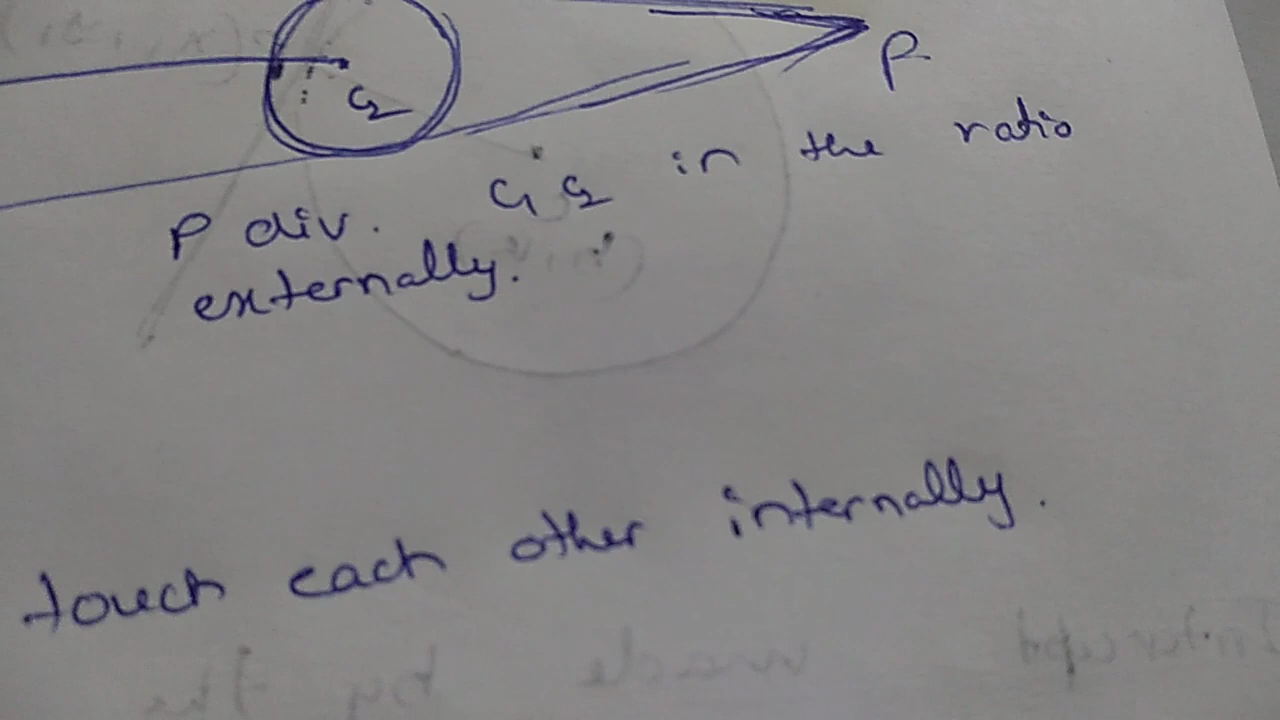 C2
P
P div. C1 C2 in the ratio
externally.
touch each other internally.